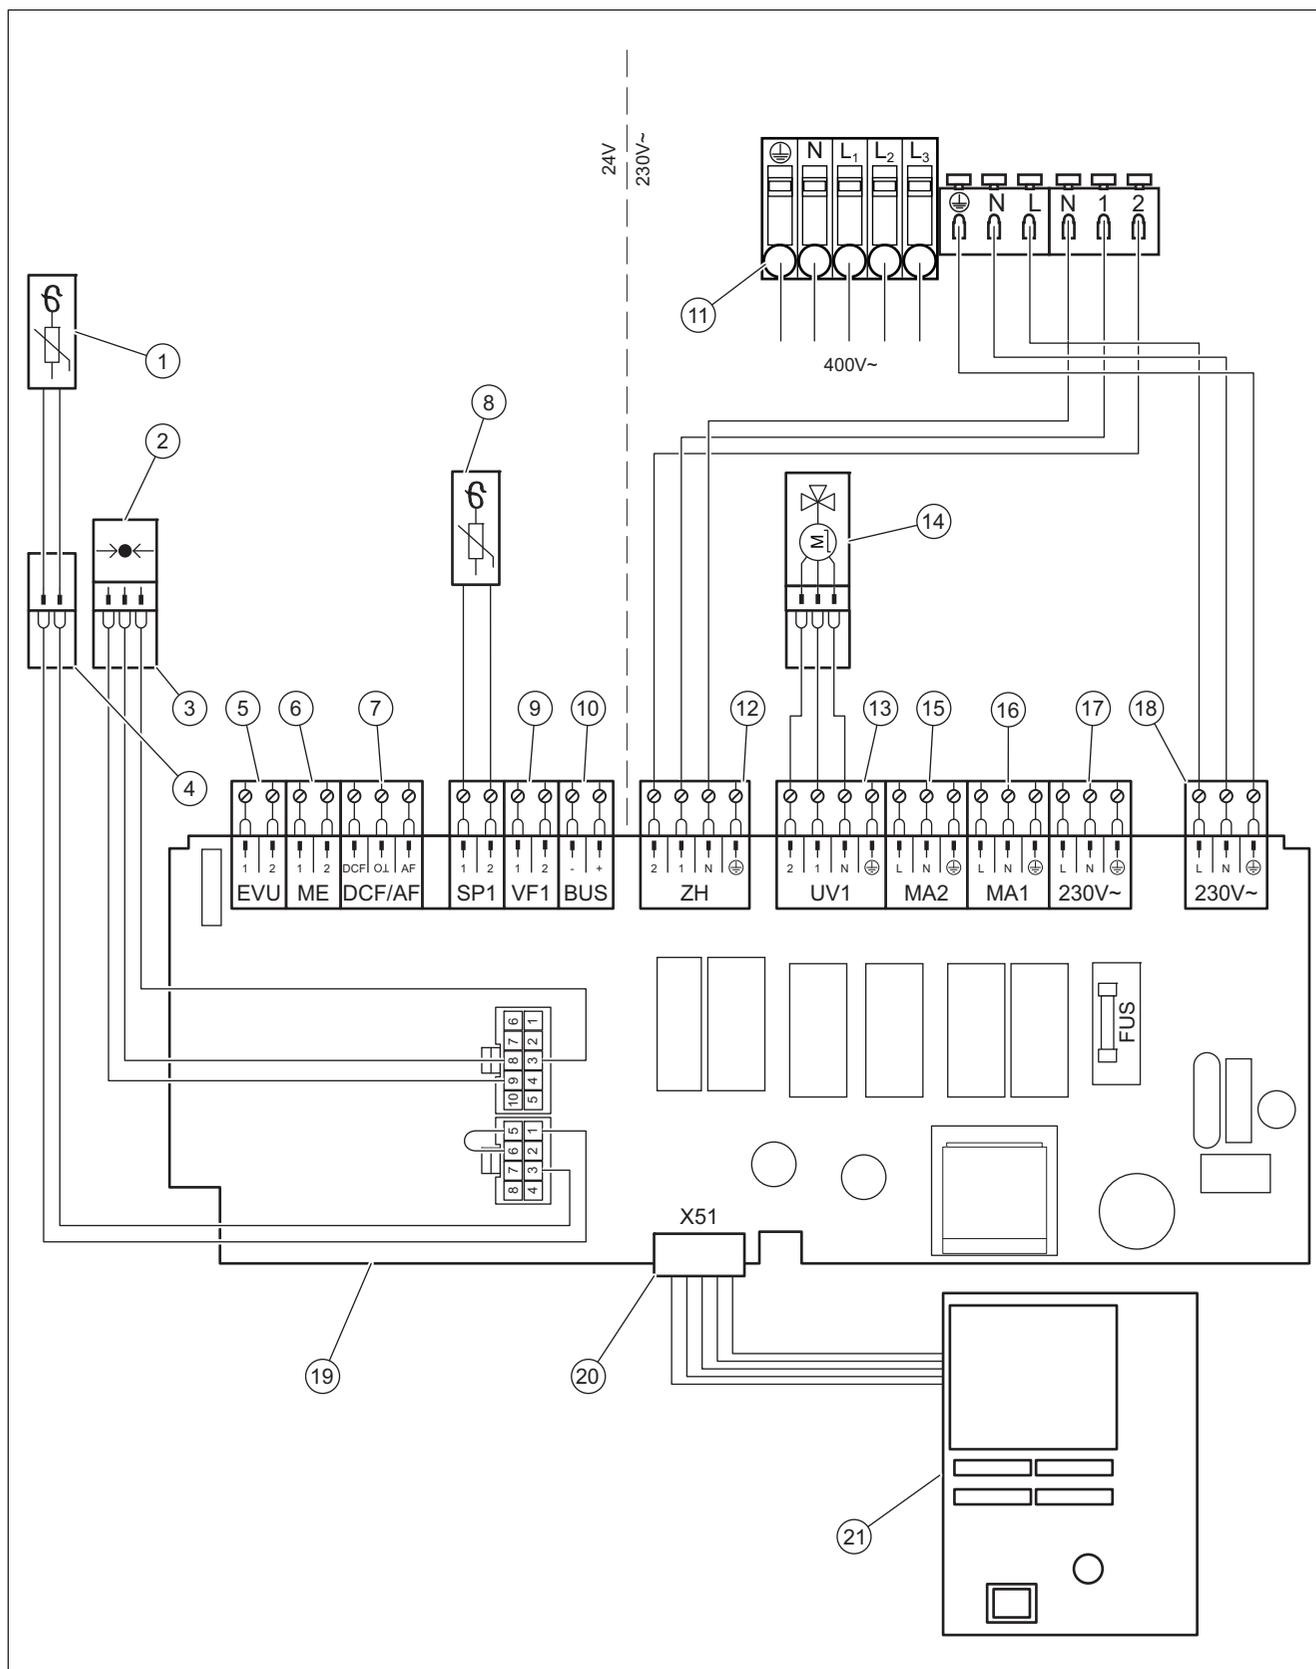 24V
230V~
N L1 L2 L3
N L N 1 2
11
1
400V~
8
2
14
M
3 5 6 7 9 10 12 13 15 16 17 18
4
1 2 1 2 DCF O⊥ AF 1 2 1 2 - + 2 1 N 2 1 N L N L N L N L N
EVU ME DCF/AF SP1 VF1 BUS ZH UV1 MA2 MA1 230V~ 230V~
6 1
7 2
8 3
9 4
10 5
FUS
5 1
6 2
7 3
8 4
X51
19
20
21